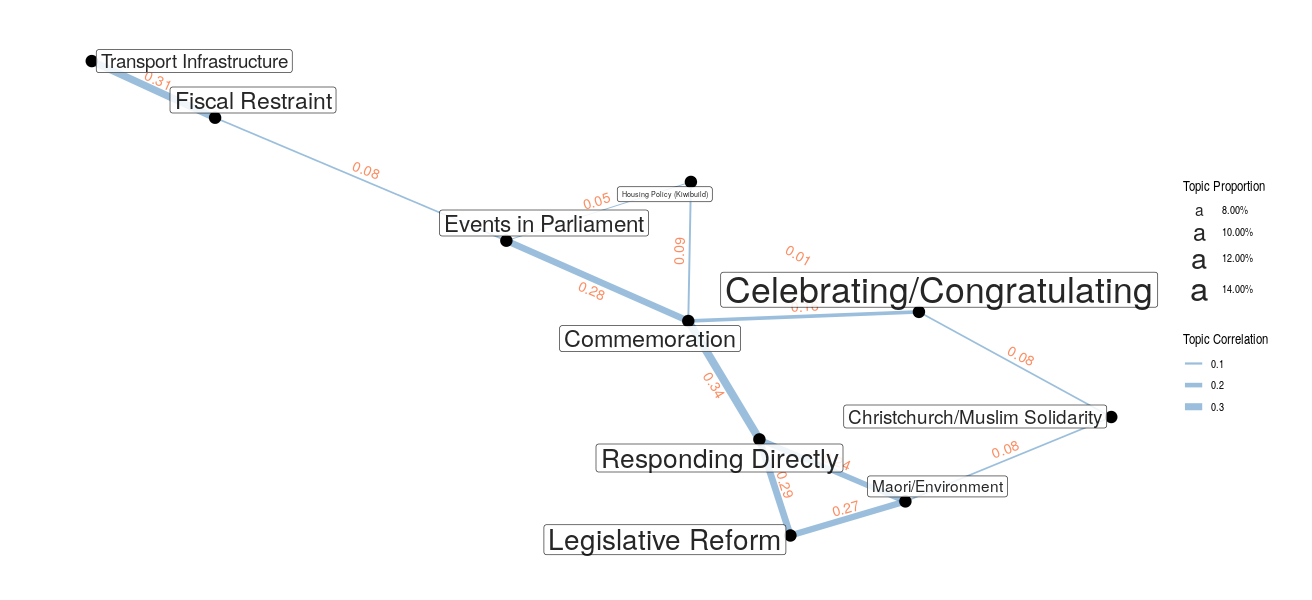 Transport Infrastructure
0.31
Fiscal Restraint
0.08
Housing Policy (Kiwibuild)
0.05
Events in Parliament
0.09
0.01
0.28
Celebrating/Congratulating
Commemoration
0.08
0.34
Christchurch/Muslim Solidarity
0.08
Responding Directly
4
0.29
Maori/Environment
0.27
Legislative Reform
Topic Proportion
a 8.00%
a 10.00%
a 12.00%
a 14.00%
Topic Correlation
0.1
0.2
0.3